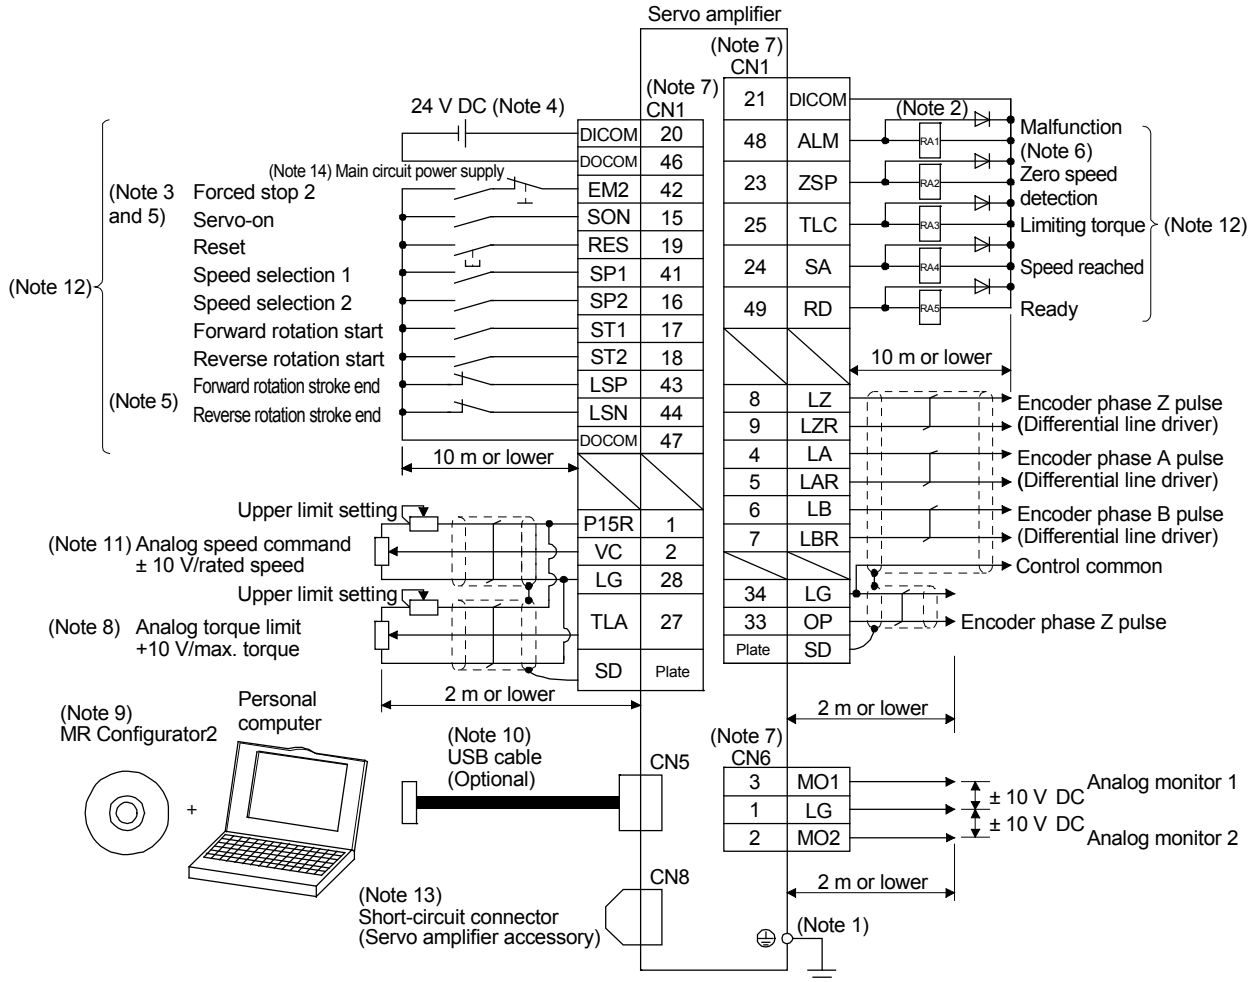 Servo amplifier
(Note 7)
CN1
21 DICOM
48 ALM
23 ZSP
25 TLC
24 SA
49 RD
8 LZ
9 LZR
4 LA
5 LAR
6 LB
7 LBR
34 LG
33 OP
Plate SD
(Note 2)
RA1
RA2
RA3
RA4
RA5
Malfunction
(Note 6)
Zero speed
detection
Limiting torque
Speed reached
Ready
(Note 12)
10 m or lower
Encoder phase Z pulse
(Differential line driver)
Encoder phase A pulse
(Differential line driver)
Encoder phase B pulse
(Differential line driver)
Control common
Encoder phase Z pulse
2 m or lower
(Note 7)
CN1
24 V DC (Note 4)
DICOM 20
DOCOM 46
EM2 42
SON 15
RES 19
SP1 41
SP2 16
ST1 17
ST2 18
LSP 43
LSN 44
DOCOM 47
P15R 1
VC 2
LG 28
TLA 27
SD Plate
(Note 14) Main circuit power supply
(Note 12)
(Note 3
and 5)
Forced stop 2
Servo-on
Reset
Speed selection 1
Speed selection 2
Forward rotation start
Reverse rotation start
(Note 5)
Forward rotation stroke end
Reverse rotation stroke end
10 m or lower
Upper limit setting
(Note 11) Analog speed command
± 10 V/rated speed
Upper limit setting
(Note 8) Analog torque limit
+10 V/max. torque
2 m or lower
(Note 9)
MR Configurator2
+
Personal
computer
(Note 10)
USB cable
(Optional)
CN5
(Note 7)
CN6
3 MO1
1 LG
2 MO2
Analog monitor 1
± 10 V DC
± 10 V DC
Analog monitor 2
2 m or lower
CN8
(Note 13)
Short-circuit connector
(Servo amplifier accessory)
(Note 1)